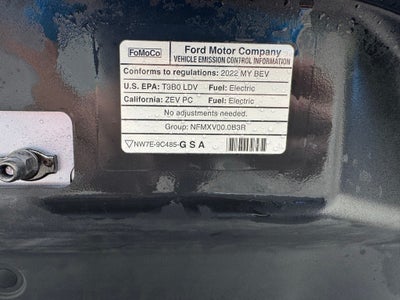 FoMoCo
Ford Motor Company
VEHICLE EMISSION CONTROL INFORMATION
Conforms to regulations: 2022 MY BEV
U.S. EPA: T3B0 LDV Fuel: Electric
California: ZEV PC Fuel: Electric
No adjustments needed.
Group: NFMXV00.0B3R
NW7E-9C485-GSA